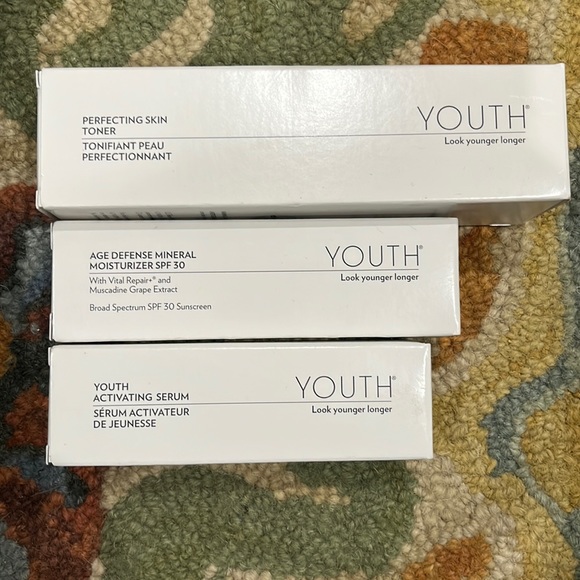 PERFECTING SKIN
TONER
TONIFIANT PEAU
PERFECTIONNANT
YOUTH®
Look younger longer
AGE DEFENSE MINERAL
MOISTURIZER SPF 30
With Vital Repair+® and
Muscadine Grape Extract
Broad Spectrum SPF 30 Sunscreen
YOUTH®
Look younger longer
YOUTH
ACTIVATING SERUM
SÉRUM ACTIVATEUR
DE JEUNESSE
YOUTH®
Look younger longer